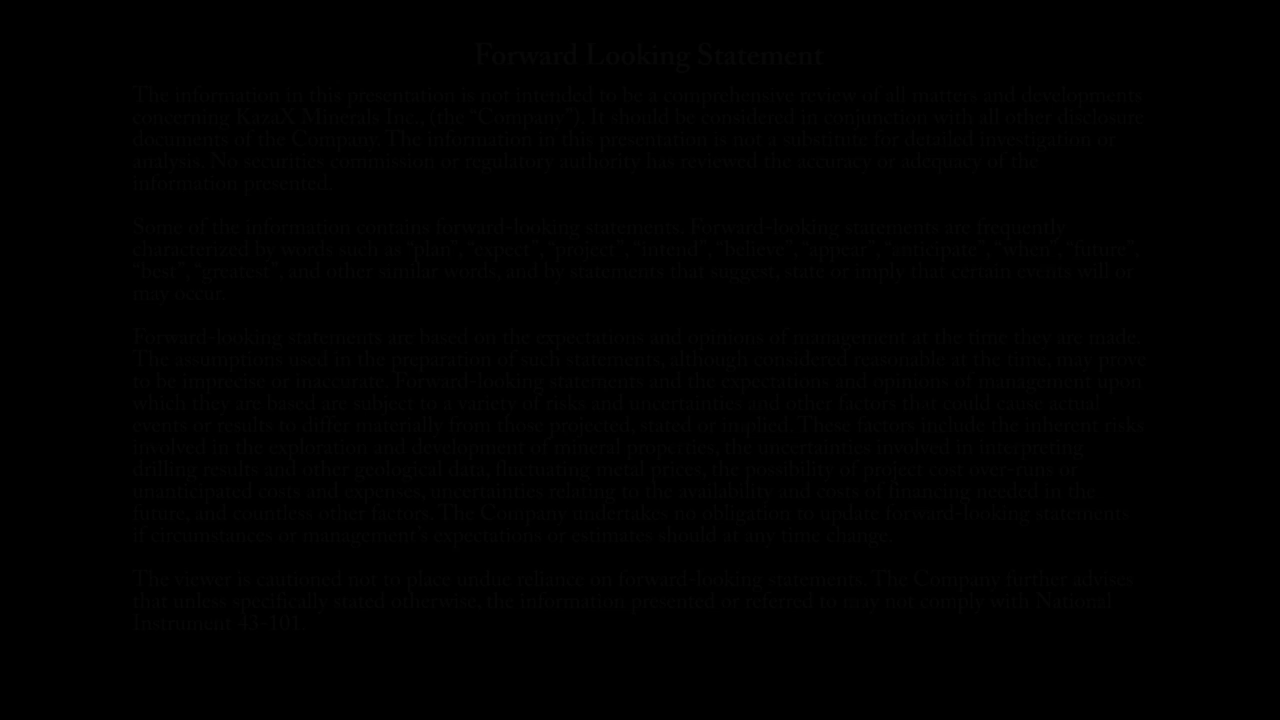 Forward Looking Statement
The information in this presentation is not intended to be a comprehensive review of all matters and developments
concerning KazaX Minerals Inc., (the "Company"). It should be considered in conjunction with all other disclosure
documents of the Company. The information in this presentation is not a substitute for detailed investigation or
analysis. No securities commission or regulatory authority has reviewed the accuracy or adequacy of the
information presented.
Some of the information contains forward-looking statements. Forward-looking statements are frequently
characterized by words such as "plan", "expect", "project", "intend", "believe", "appear", "anticipate", "when", "future",
"best", "greatest", and other similar words, and by statements that suggest, state or imply that certain events will or
may occur.
Forward-looking statements are based on the expectations and opinions of management at the time they are made.
The assumptions used in the preparation of such statements, although considered reasonable at the time, may prove
to be imprecise or inaccurate. Forward-looking statements and the expectations and opinions of management upon
which they are based are subject to a variety of risks and uncertainties and other factors that could cause actual
events or results to differ materially from those projected, stated or implied. These factors include the inherent risks
involved in the exploration and development of mineral properties, the uncertainties involved in interpreting
drilling results and other geological data, fluctuating metal prices, the possibility of project cost over-runs or
unanticipated costs and expenses, uncertainties relating to the availability and costs of financing needed in the
future, and countless other factors. The Company undertakes no obligation to update forward-looking statements
if circumstances or management's expectations or estimates should at any time change.
The viewer is cautioned not to place undue reliance on forward-looking statements. The Company further advises
that unless specifically stated otherwise, the information presented or referred to may not comply with National
Instrument 43-101.